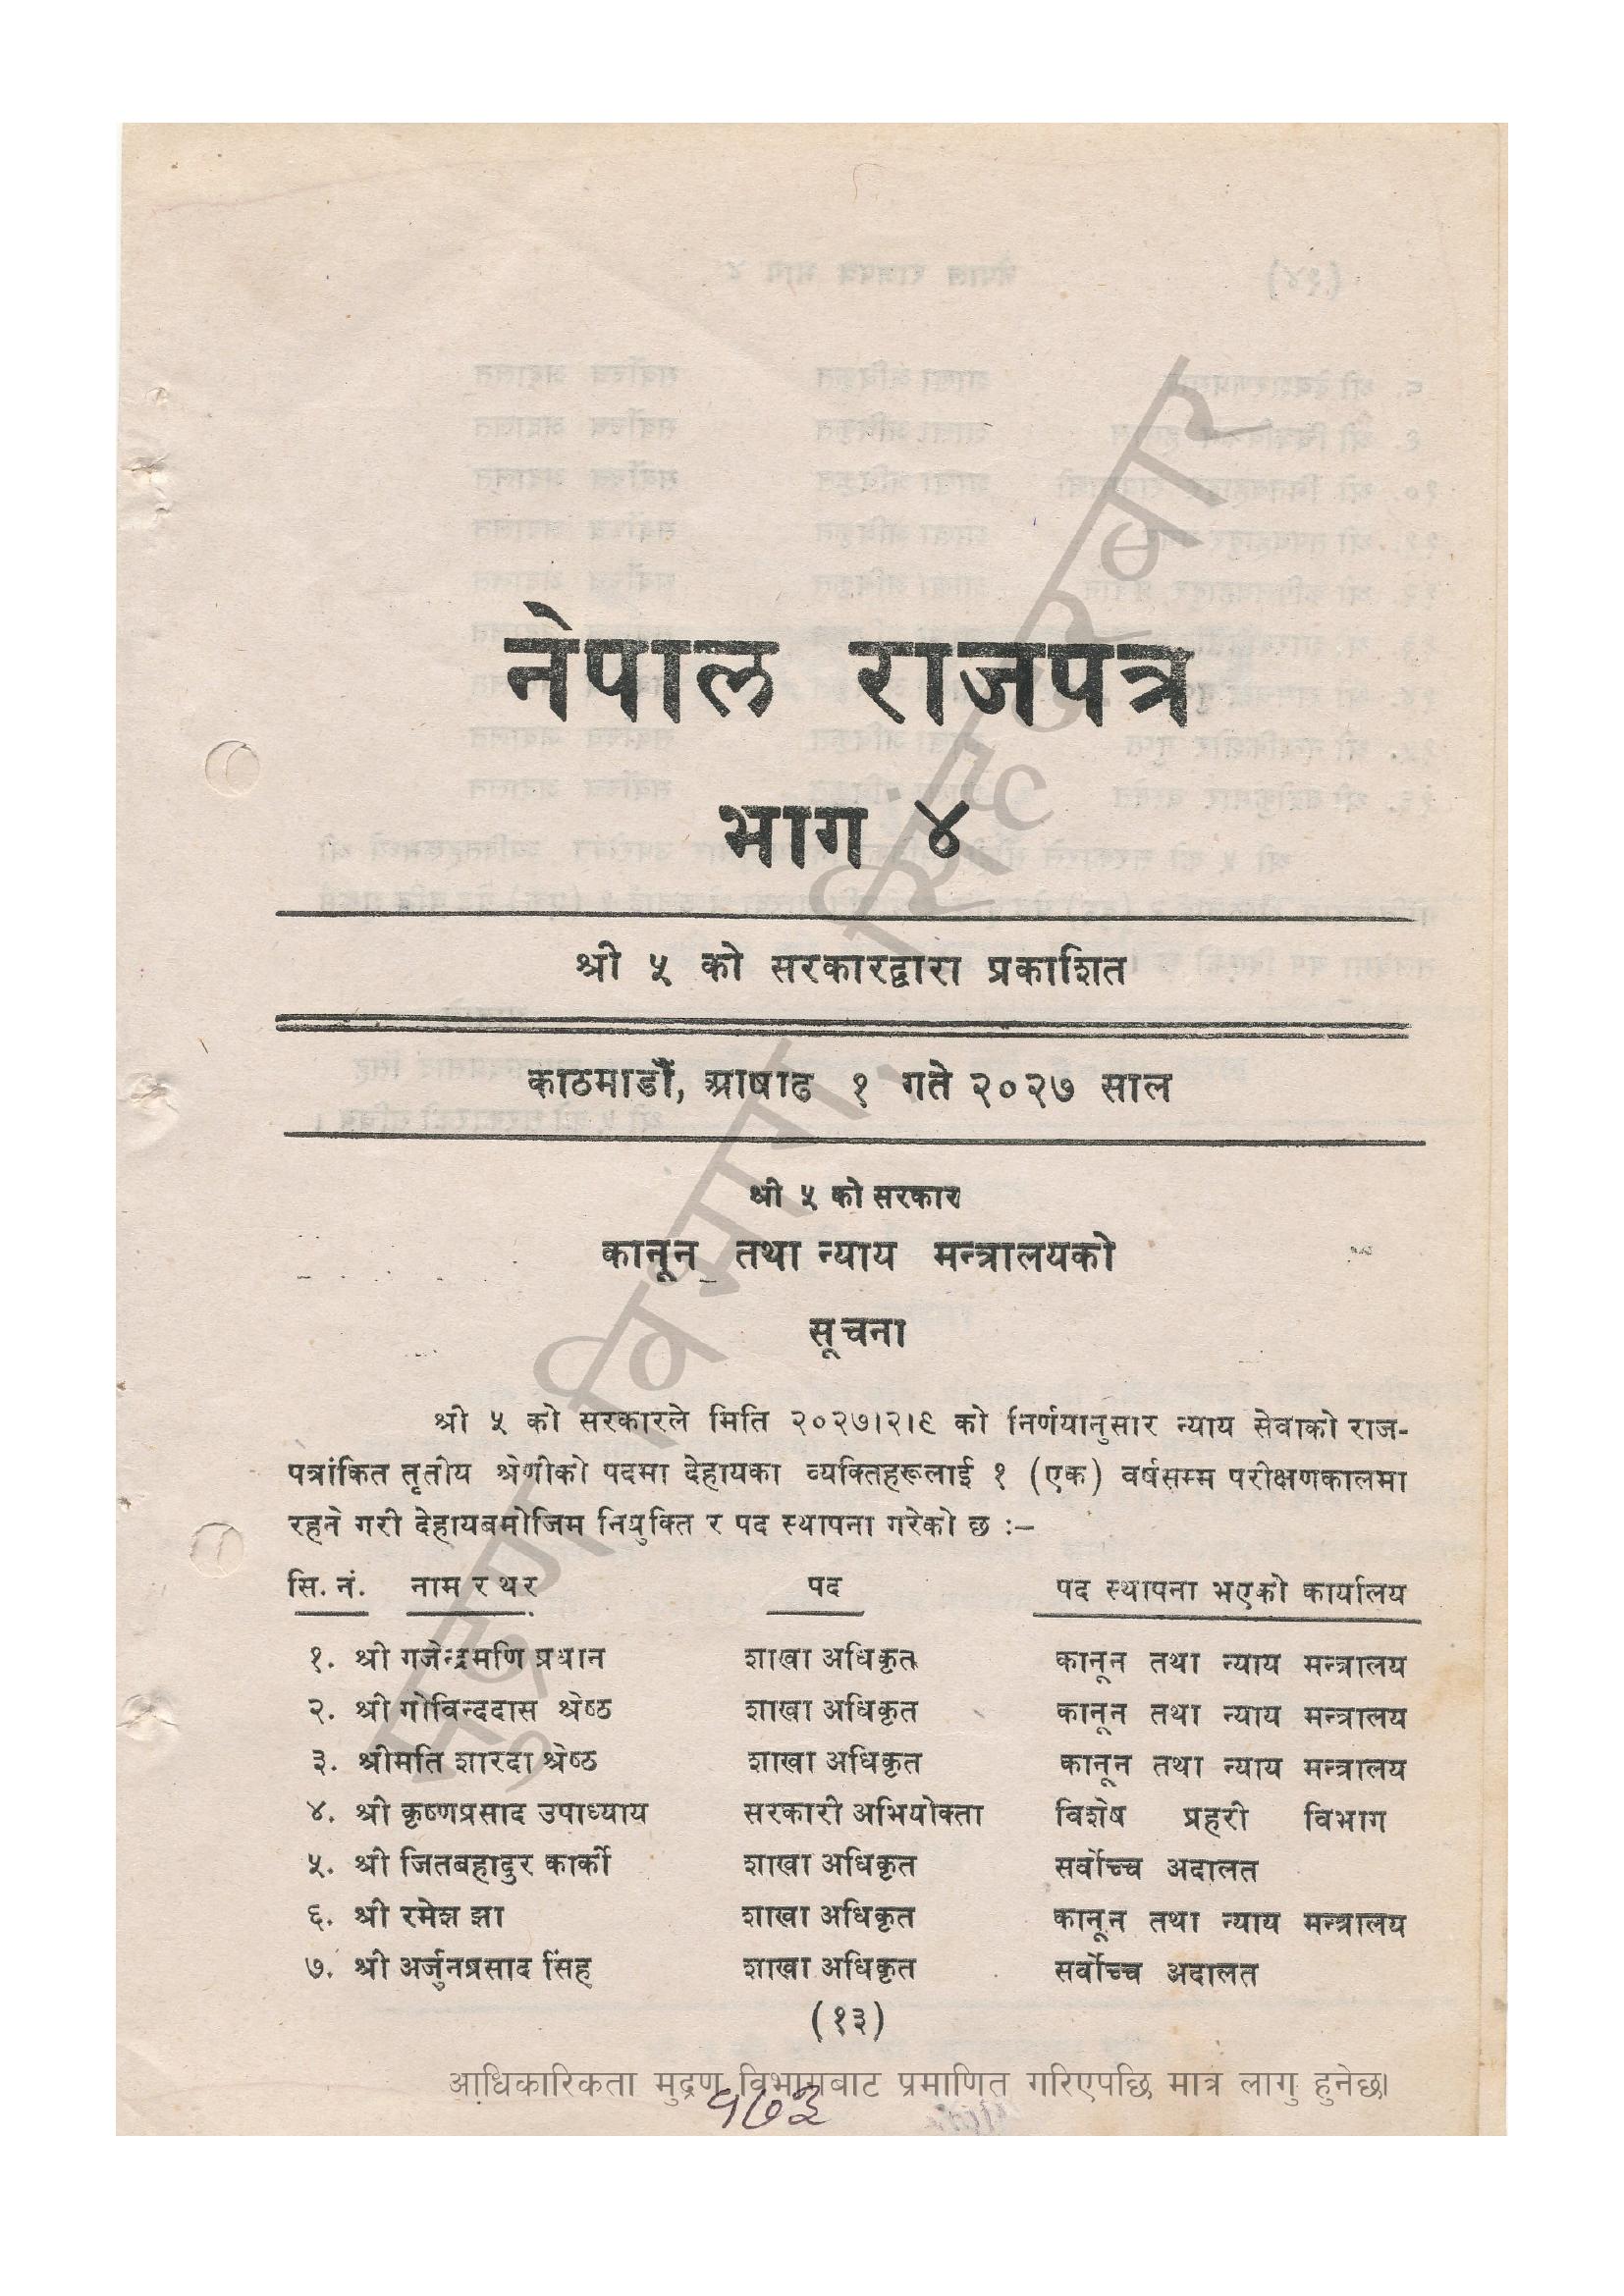 नेपाल राजपत्र
भाग ४
श्री ५ को सरकारद्वारा प्रकाशित
काठमाडौं, आषाढ १ गते २०२७ साल
श्री ५ को सरकार
कानून तथा न्याय मन्त्रालयको
सूचना
श्री ५ को सरकारले मिति २०२७।२।९ को निर्णयानुसार न्याय सेवाको राज-
पत्रांकित तृतीय श्रेणीको पदमा देहायका व्यक्तिहरूलाई १ (एक) वर्षसम्म परीक्षणकालमा
रहने गरी देहायबमोजिम नियुक्ति र पद स्थापना गरेको छ :–
सि. नं. नाम र थर पद पद स्थापना भएको कार्यालय
१. श्री गजेन्द्रमणि प्रधान शाखा अधिकृत कानून तथा न्याय मन्त्रालय
२. श्री गोविन्ददास श्रेष्ठ शाखा अधिकृत कानून तथा न्याय मन्त्रालय
३. श्रीमति शारदा श्रेष्ठ शाखा अधिकृत कानून तथा न्याय मन्त्रालय
४. श्री कृष्णप्रसाद उपाध्याय सरकारी अभियोक्ता विशेष प्रहरी विभाग
५. श्री जितबहादुर कार्की शाखा अधिकृत सर्वोच्च अदालत
६. श्री रमेश झा शाखा अधिकृत कानून तथा न्याय मन्त्रालय
७. श्री अर्जुनप्रसाद सिंह शाखा अधिकृत सर्वोच्च अदालत
(१३)
आधिकारिकता मुद्रण विभागबाट प्रमाणित गरिएपछि मात्र लागु हुनेछ।
१७३
मुद्रण विभाग, सिंहदरबार